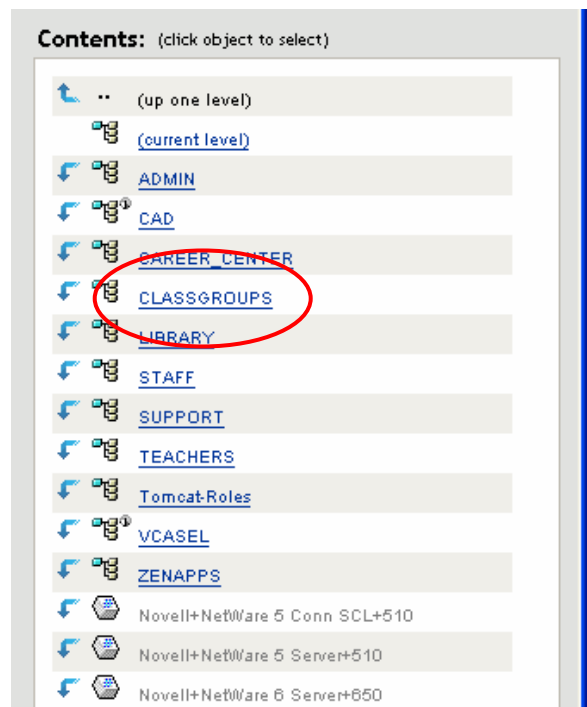 Contents: (click object to select)
.. (up one level)
(current level)
ADMIN
CAD
CAREER_CENTER
CLASSGROUPS
LIBRARY
STAFF
SUPPORT
TEACHERS
Tomcat-Roles
VCASEL
ZENAPPS
Novell+NetWare 5 Conn SCL+510
Novell+NetWare 5 Server+510
Novell+NetWare 6 Server+650